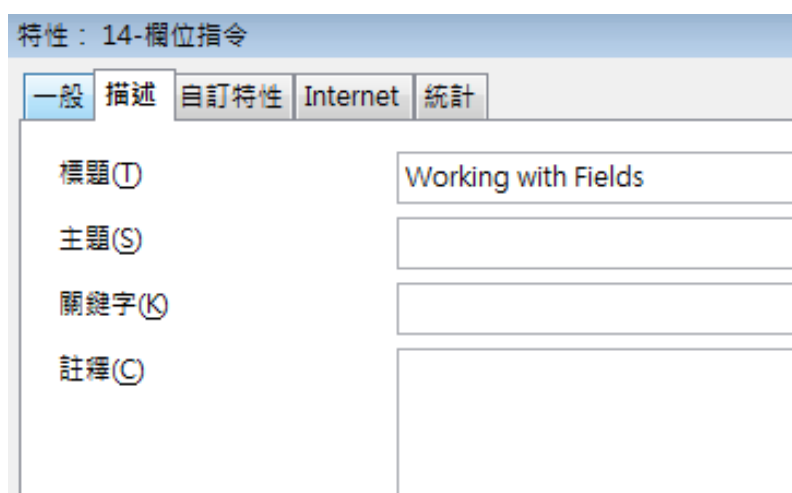 特性： 14-欄位指令
一般 描述 自訂特性 Internet 統計
標題(T) Working with Fields
主題(S)
關鍵字(K)
註釋(C)